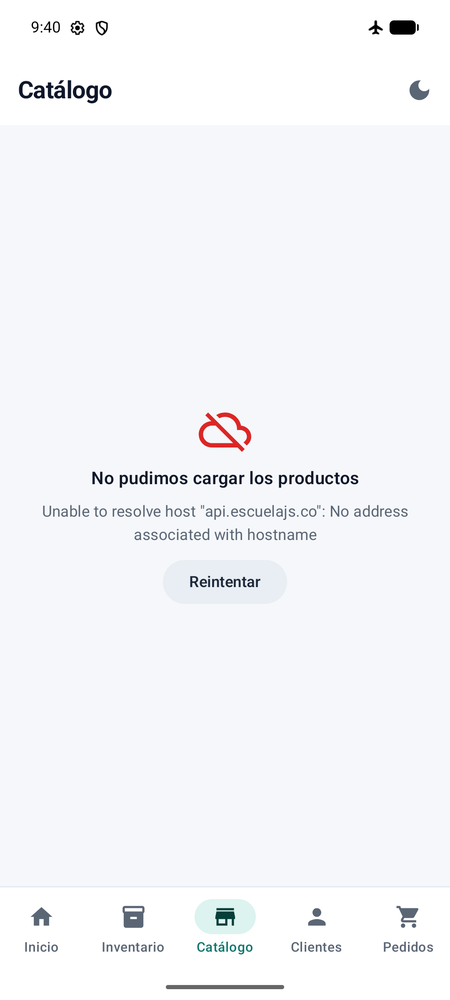 9:40
Catálogo
No pudimos cargar los productos
Unable to resolve host "api.escuelajs.co": No address
associated with hostname
Reintentar
Inicio
Inventario
Catálogo
Clientes
Pedidos